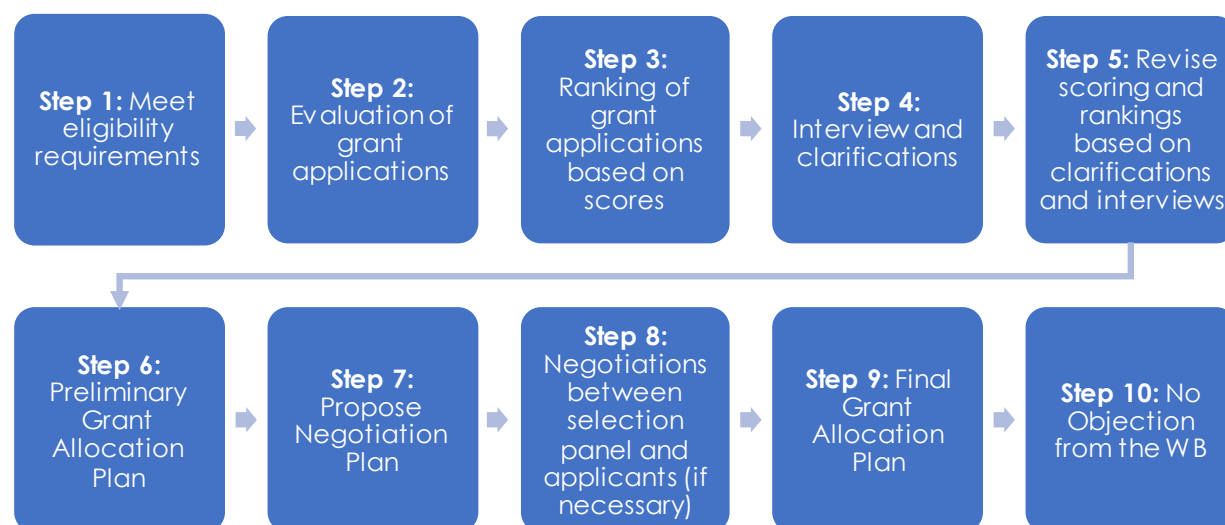 Step 1: Meet
eligibility
requirements
Step 2:
Evaluation of
grant
applications
Step 3:
Ranking of
grant
applications
based on
scores
Step 4:
Interview and
clarifications
Step 5: Revise
scoring and
rankings
based on
clarifications
and interviews
Step 6:
Preliminary
Grant
Allocation
Plan
Step 7:
Propose
Negotiation
Plan
Step 8:
Negotiations
between
selection
panel and
applicants (if
necessary)
Step 9: Final
Grant
Allocation
Plan
Step 10: No
Objection
from the WB